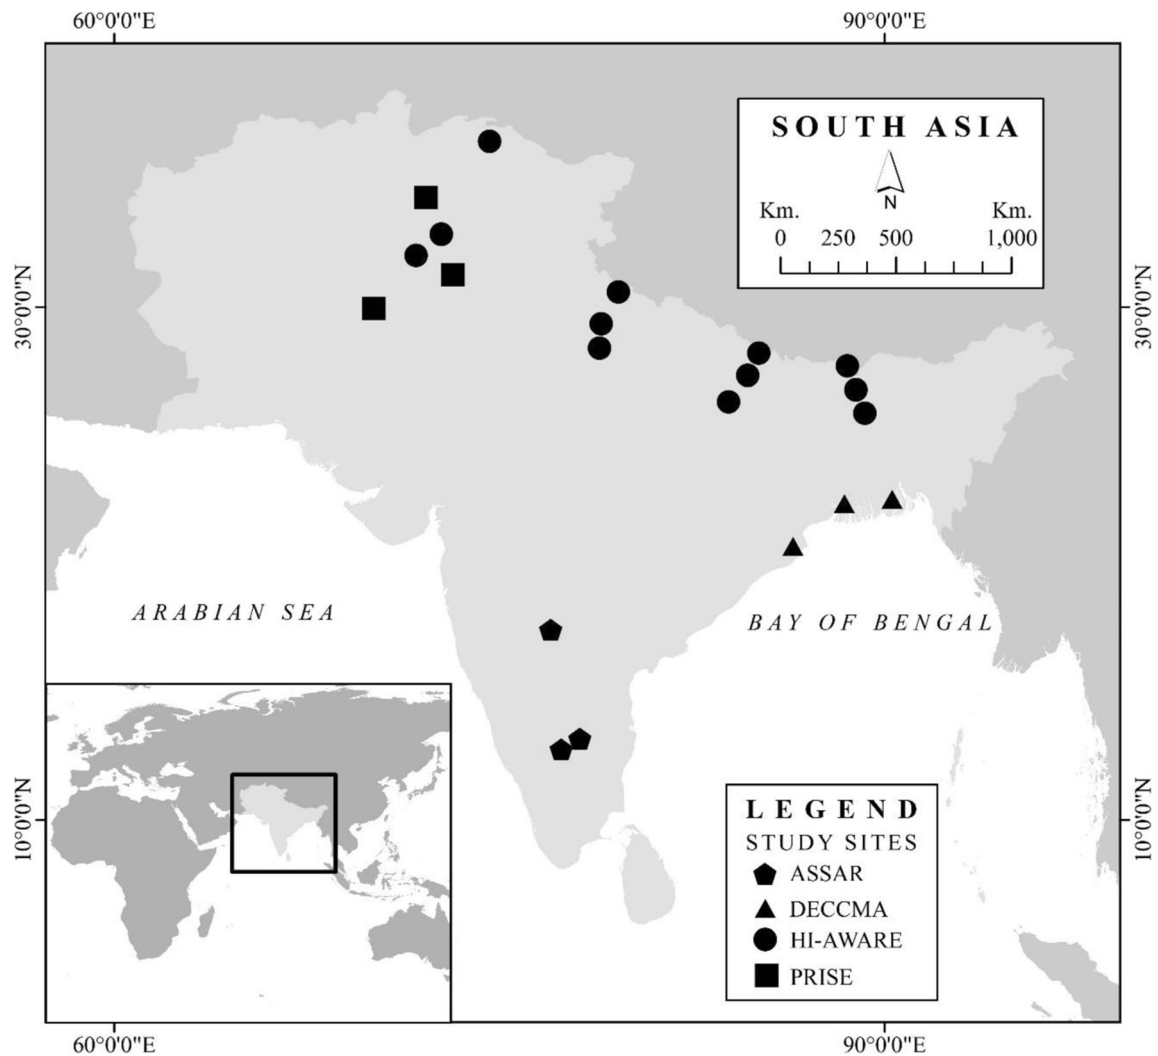 60°0'0"E 90°0'0"E
SOUTH ASIA
N
Km. Km.
0 250 500 1,000
30°0'0"N 30°0'0"N
ARABIAN SEA
BAY OF BENGAL
10°0'0"N 10°0'0"N
LEGEND
STUDY SITES
ASSAR
DECCMA
HI-AWARE
PRISE
60°0'0"E 90°0'0"E